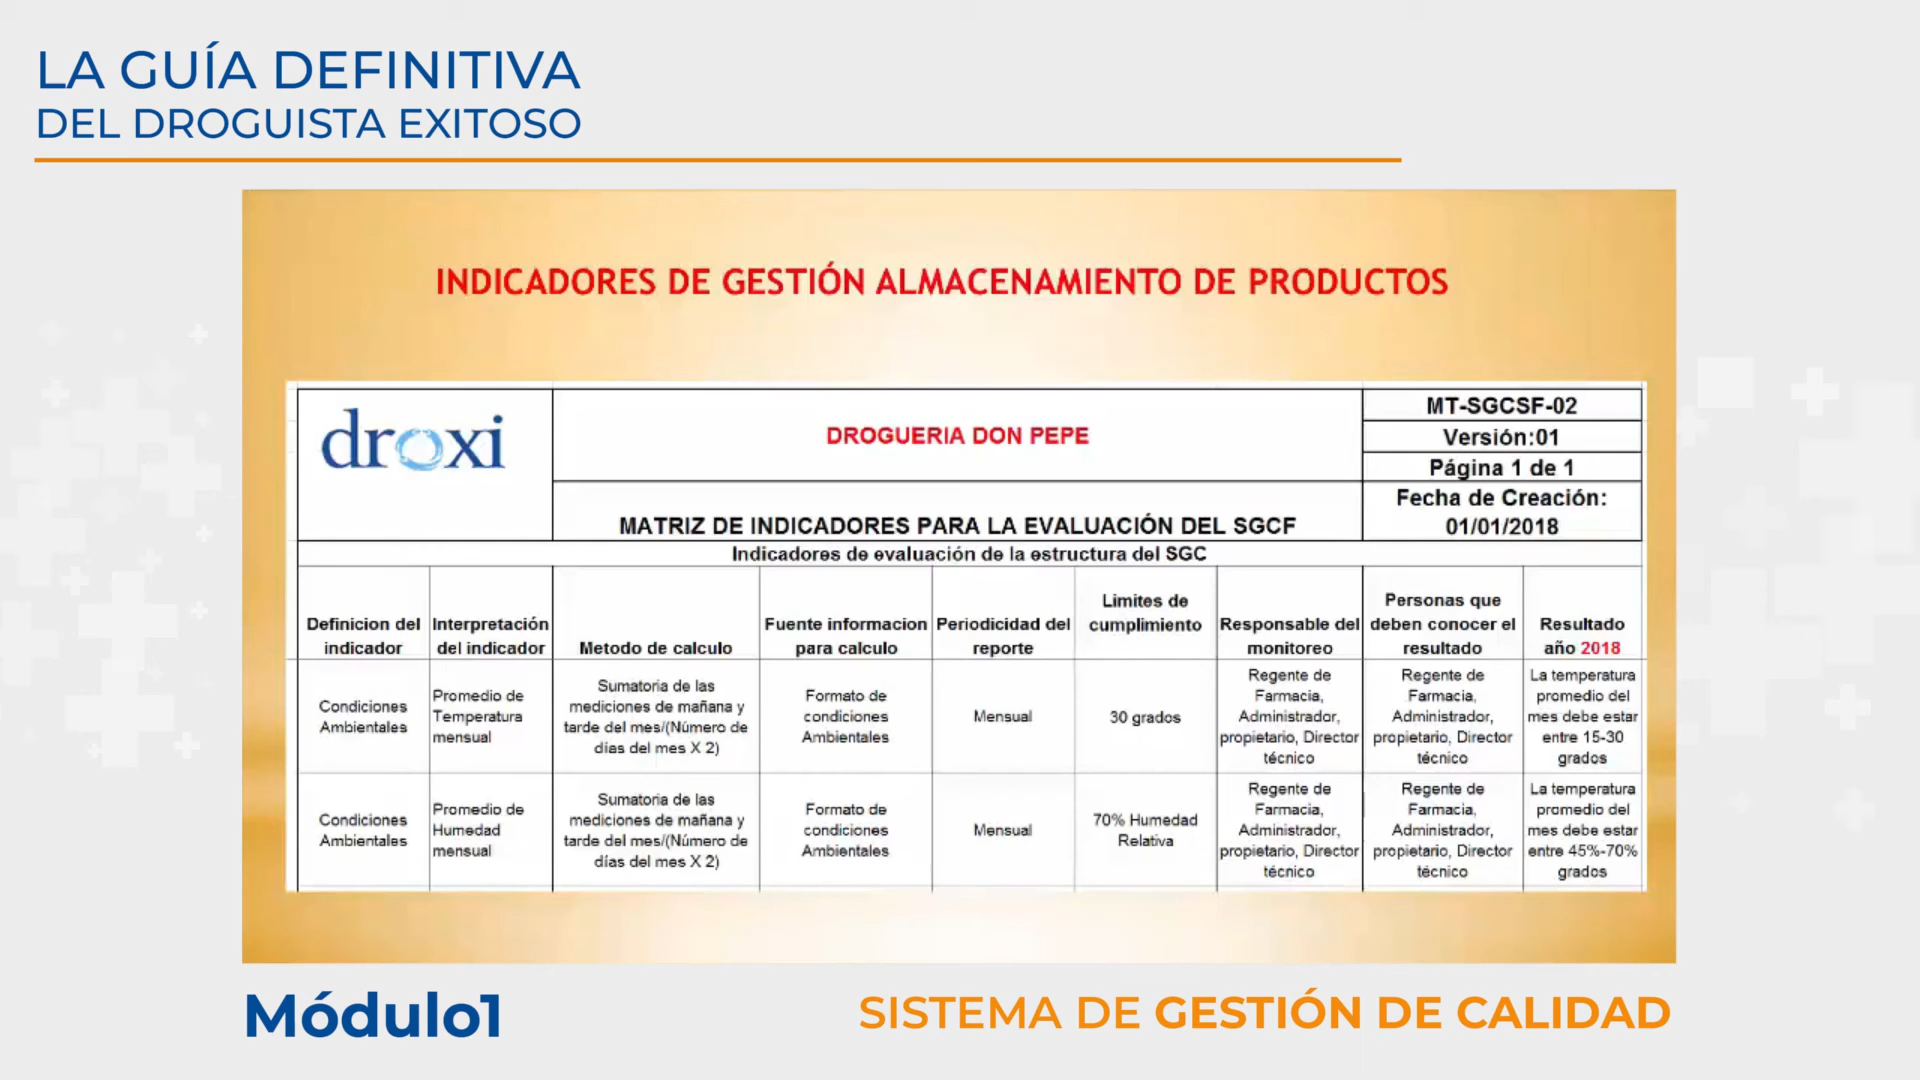 LA GUÍA DEFINITIVA
DEL DROGUISTA EXITOSO
INDICADORES DE GESTIÓN ALMACENAMIENTO DE PRODUCTOS
droxi
DROGUERIA DON PEPE
MT-SGCSF-02
Versión:01
Página 1 de 1
Fecha de Creación:
01/01/2018
MATRIZ DE INDICADORES PARA LA EVALUACIÓN DEL SGCF
Indicadores de evaluación de la estructura del SGC
Definicion del
indicador
Interpretación
del indicador
Metodo de calculo
Fuente informacion
para calculo
Periodicidad del
reporte
Limites de
cumplimiento
Responsable del
monitoreo
Personas que
deben conocer el
resultado
Resultado
año 2018
Condiciones
Ambientales
Promedio de
Temperatura
mensual
Sumatoria de las
mediciones de mañana y
tarde del mes/(Número de
días del mes X 2)
Formato de
condiciones
Ambientales
Mensual
30 grados
Regente de
Farmacia,
Administrador,
propietario, Director
técnico
Regente de
Farmacia,
Administrador,
propietario, Director
técnico
La temperatura
promedio del
mes debe estar
entre 15-30
grados
Condiciones
Ambientales
Promedio de
Humedad
mensual
Sumatoria de las
mediciones de mañana y
tarde del mes/(Número de
días del mes X 2)
Formato de
condiciones
Ambientales
Mensual
70% Humedad
Relativa
Regente de
Farmacia,
Administrador,
propietario, Director
técnico
Regente de
Farmacia,
Administrador,
propietario, Director
técnico
La temperatura
promedio del
mes debe estar
entre 45%-70%
grados
Módulo1
SISTEMA DE GESTIÓN DE CALIDAD